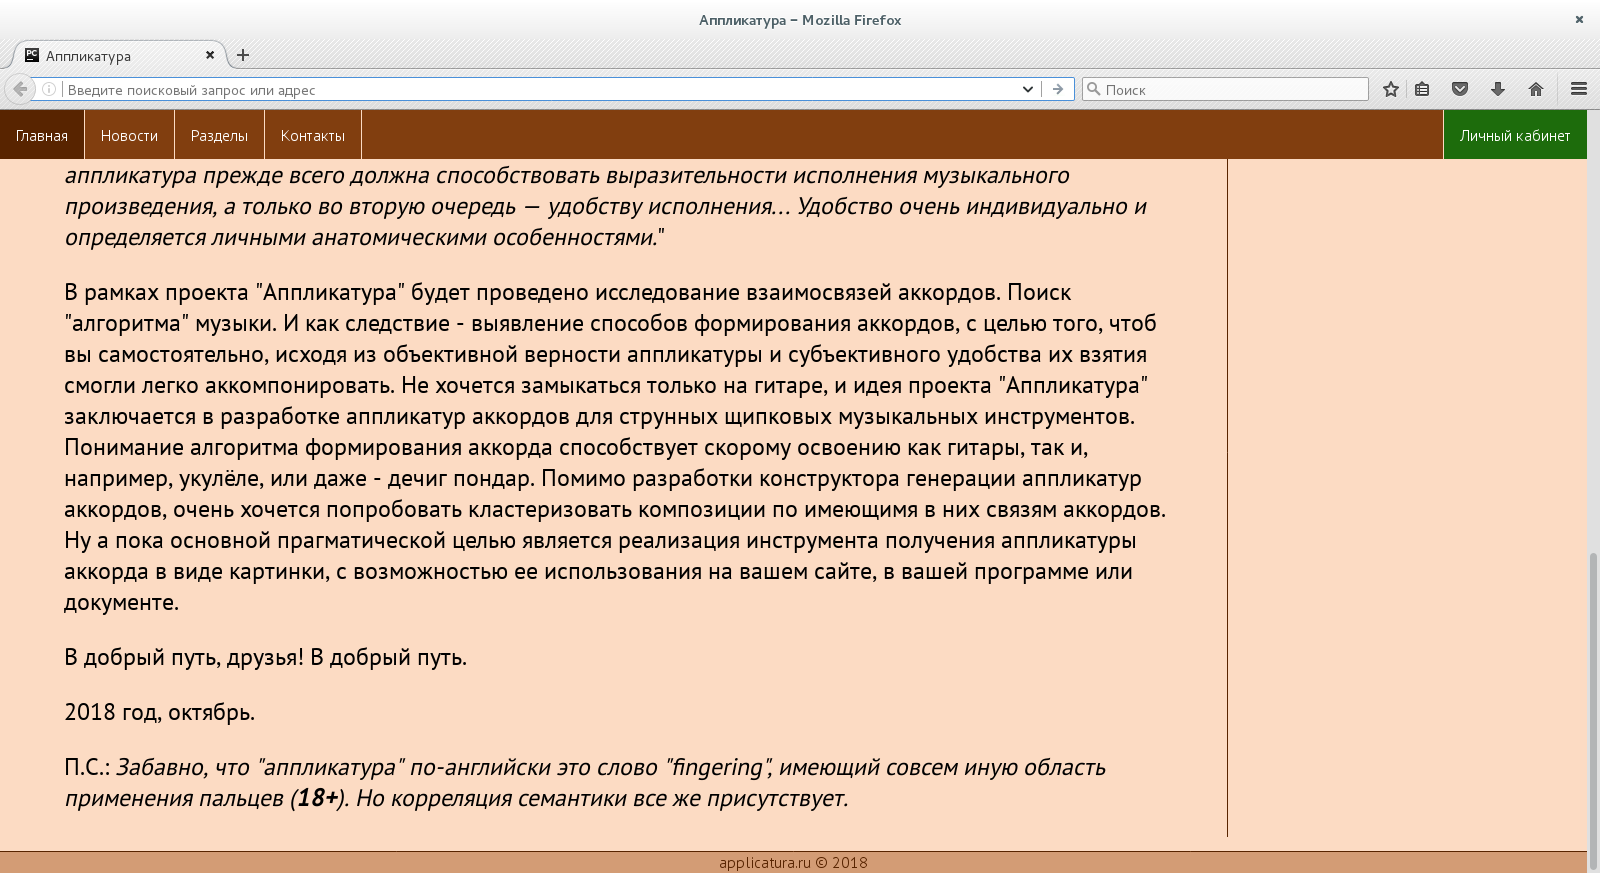 Аппликатура – Mozilla Firefox
PC Аппликатура
Введите поисковый запрос или адрес
Поиск
Главная Новости Разделы Контакты Личный кабинет
аппликатура прежде всего должна способствовать выразительности исполнения музыкального
произведения, а только во вторую очередь — удобству исполнения... Удобство очень индивидуально и
определяется личными анатомическими особенностями."
В рамках проекта "Аппликатура" будет проведено исследование взаимосвязей аккордов. Поиск
"алгоритма" музыки. И как следствие - выявление способов формирования аккордов, с целью того, чтоб
вы самостоятельно, исходя из объективной верности аппликатуры и субъективного удобства их взятия
смогли легко аккомпонировать. Не хочется замыкаться только на гитаре, и идея проекта "Аппликатура"
заключается в разработке аппликатур аккордов для струнных щипковых музыкальных инструментов.
Понимание алгоритма формирования аккорда способствует скорому освоению как гитары, так и,
например, укулёле, или даже - дечиг пондар. Помимо разработки конструктора генерации аппликатур
аккордов, очень хочется попробовать кластеризовать композиции по имеющимя в них связям аккордов.
Ну а пока основной прагматической целью является реализация инструмента получения аппликатуры
аккорда в виде картинки, с возможностью ее использования на вашем сайте, в вашей программе или
документе.
В добрый путь, друзья! В добрый путь.
2018 год, октябрь.
П.С.: Забавно, что "аппликатура" по-английски это слово "fingering", имеющий совсем иную область
применения пальцев (18+). Но корреляция семантики все же присутствует.
applicatura.ru © 2018